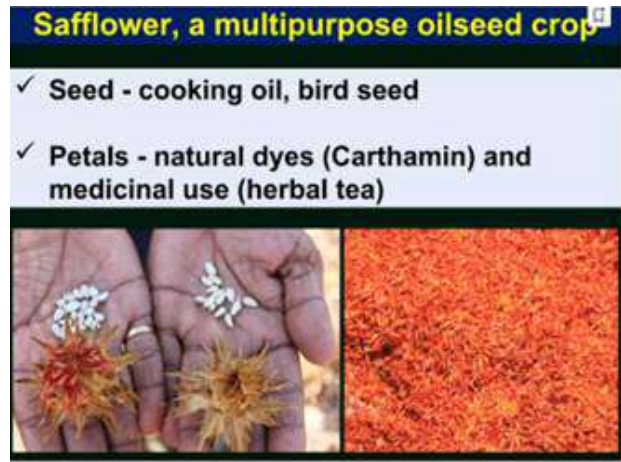 Safflower, a multipurpose oilseed crop
✓ Seed - cooking oil, bird seed
✓ Petals - natural dyes (Carthamin) and
medicinal use (herbal tea)